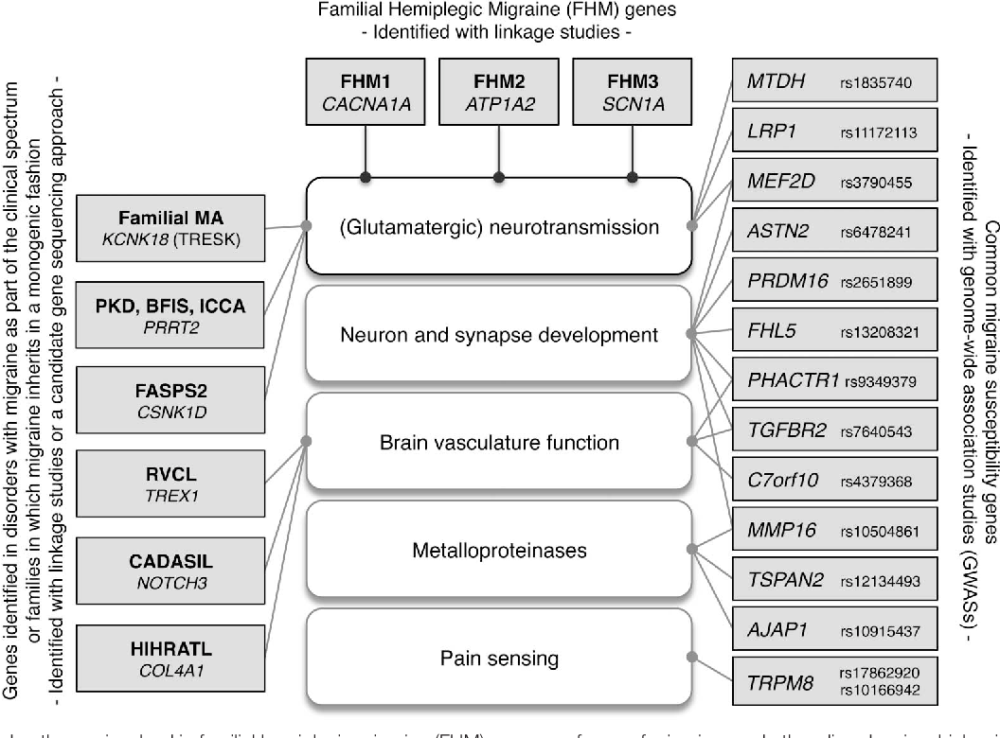 Familial Hemiplegic Migraine (FHM) genes
- Identified with linkage studies -
Genes identified in disorders with migraine as part of the clinical spectrum
or families in which migraine inherits in a monogenic fashion
- Identified with linkage studies or a candidate gene sequencing approach -
FHM1
CACNA1A
FHM2
ATP1A2
FHM3
SCN1A
Familial MA
KCNK18 (TRESK)
PKD, BFIS, ICCA
PRRT2
FASPS2
CSNK1D
RVCL
TREX1
CADASIL
NOTCH3
HIHRATL
COL4A1
(Glutamatergic) neurotransmission
Neuron and synapse development
Brain vasculature function
Metalloproteinases
Pain sensing
MTDH rs1835740
LRP1 rs11172113
MEF2D rs3790455
ASTN2 rs6478241
PRDM16 rs2651899
FHL5 rs13208321
PHACTR1 rs9349379
TGFBR2 rs7640543
C7orf10 rs4379368
MMP16 rs10504861
TSPAN2 rs12134493
AJAP1 rs10915437
TRPM8 rs17862920
rs10166942
Common migraine susceptibility genes
- Identified with genome-wide association studies (GWASs) -